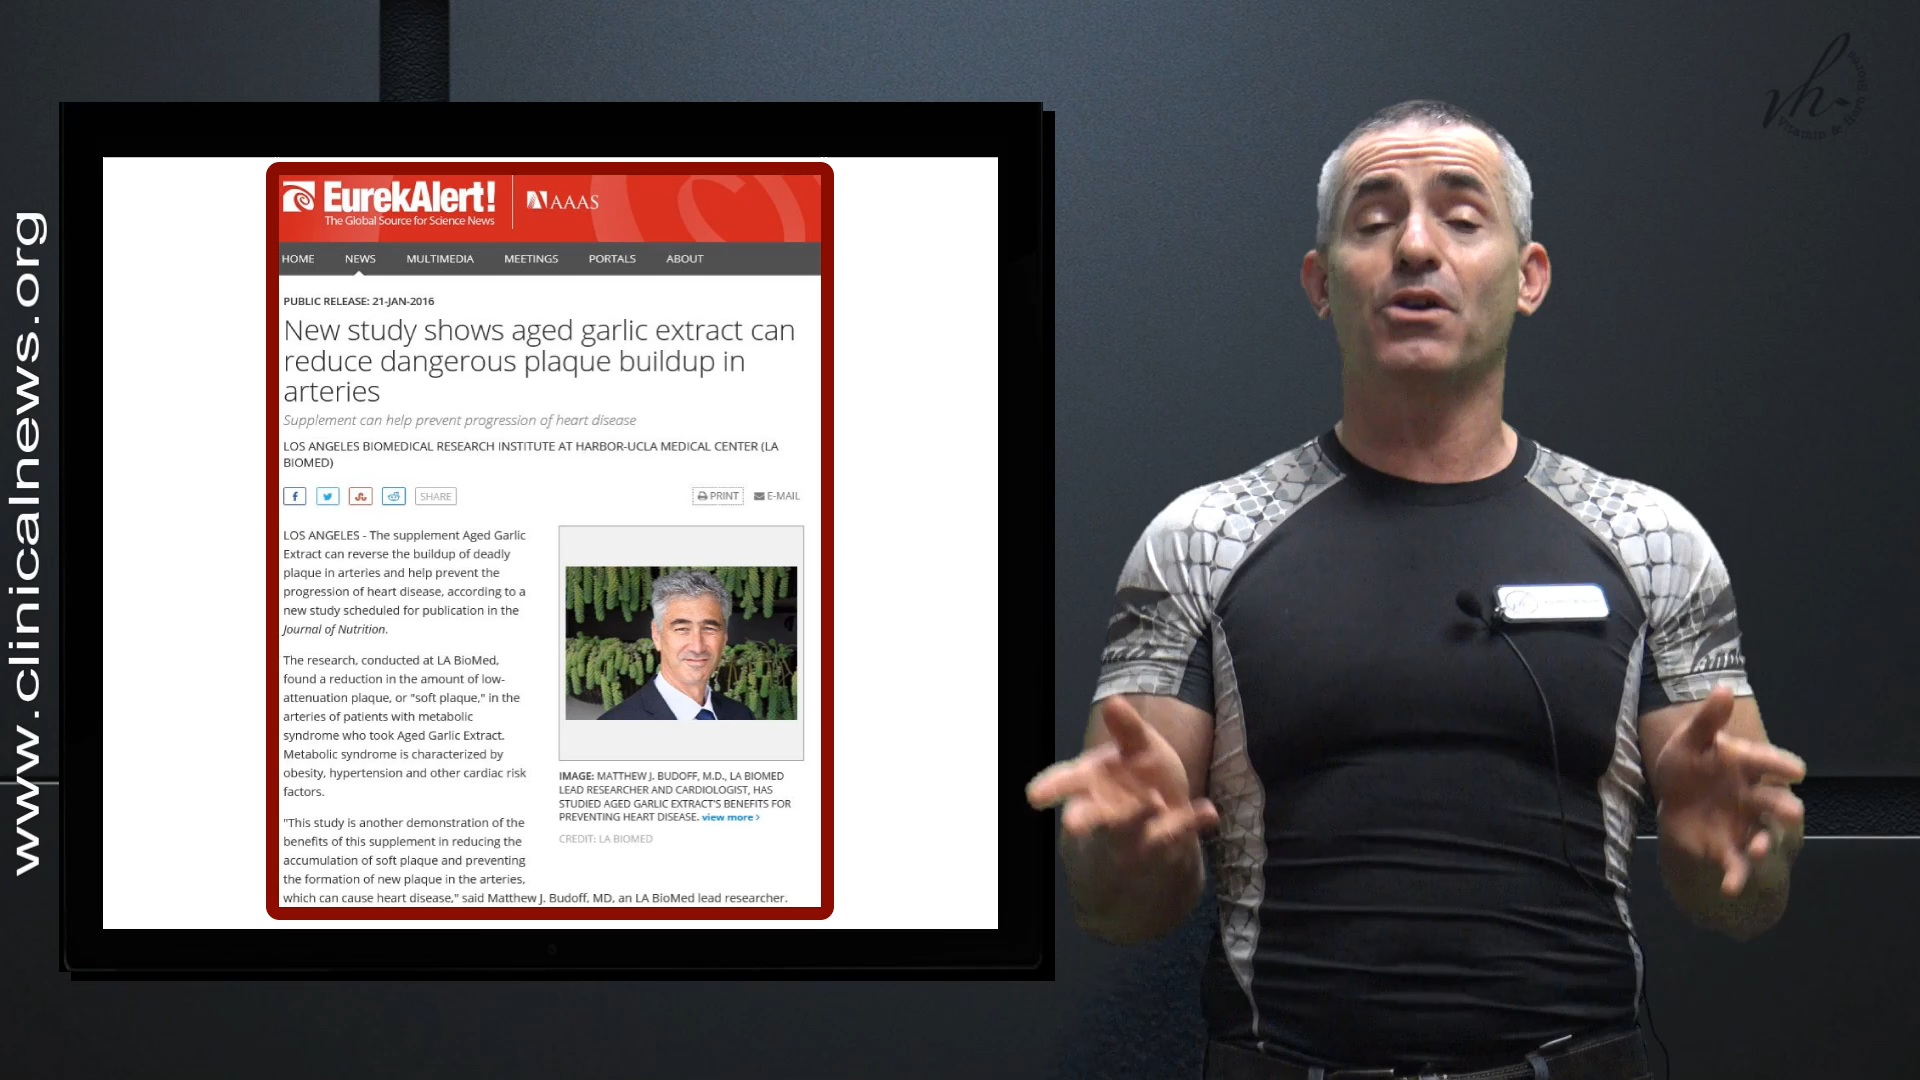 www.clinicalnews.org
EurekAlert!
The Global Source for Science News
AAAS
HOME NEWS MULTIMEDIA MEETINGS PORTALS ABOUT
PUBLIC RELEASE: 21-JAN-2016
New study shows aged garlic extract can
reduce dangerous plaque buildup in
arteries
Supplement can help prevent progression of heart disease
LOS ANGELES BIOMEDICAL RESEARCH INSTITUTE AT HARBOR-UCLA MEDICAL CENTER (LA
BIOMED)
SHARE
PRINT E-MAIL
LOS ANGELES - The supplement Aged Garlic
Extract can reverse the buildup of deadly
plaque in arteries and help prevent the
progression of heart disease, according to a
new study scheduled for publication in the
Journal of Nutrition.
The research, conducted at LA BioMed,
found a reduction in the amount of low-
attenuation plaque, or "soft plaque," in the
arteries of patients with metabolic
syndrome who took Aged Garlic Extract.
Metabolic syndrome is characterized by
obesity, hypertension and other cardiac risk
factors.
"This study is another demonstration of the
benefits of this supplement in reducing the
accumulation of soft plaque and preventing
the formation of new plaque in the arteries,
which can cause heart disease," said Matthew J. Budoff, MD, an LA BioMed lead researcher.
IMAGE: MATTHEW J. BUDOFF, M.D., LA BIOMED
LEAD RESEARCHER AND CARDIOLOGIST, HAS
STUDIED AGED GARLIC EXTRACT'S BENEFITS FOR
PREVENTING HEART DISEASE. view more >
CREDIT: LA BIOMED
vh
Vitamin & Herb Stores